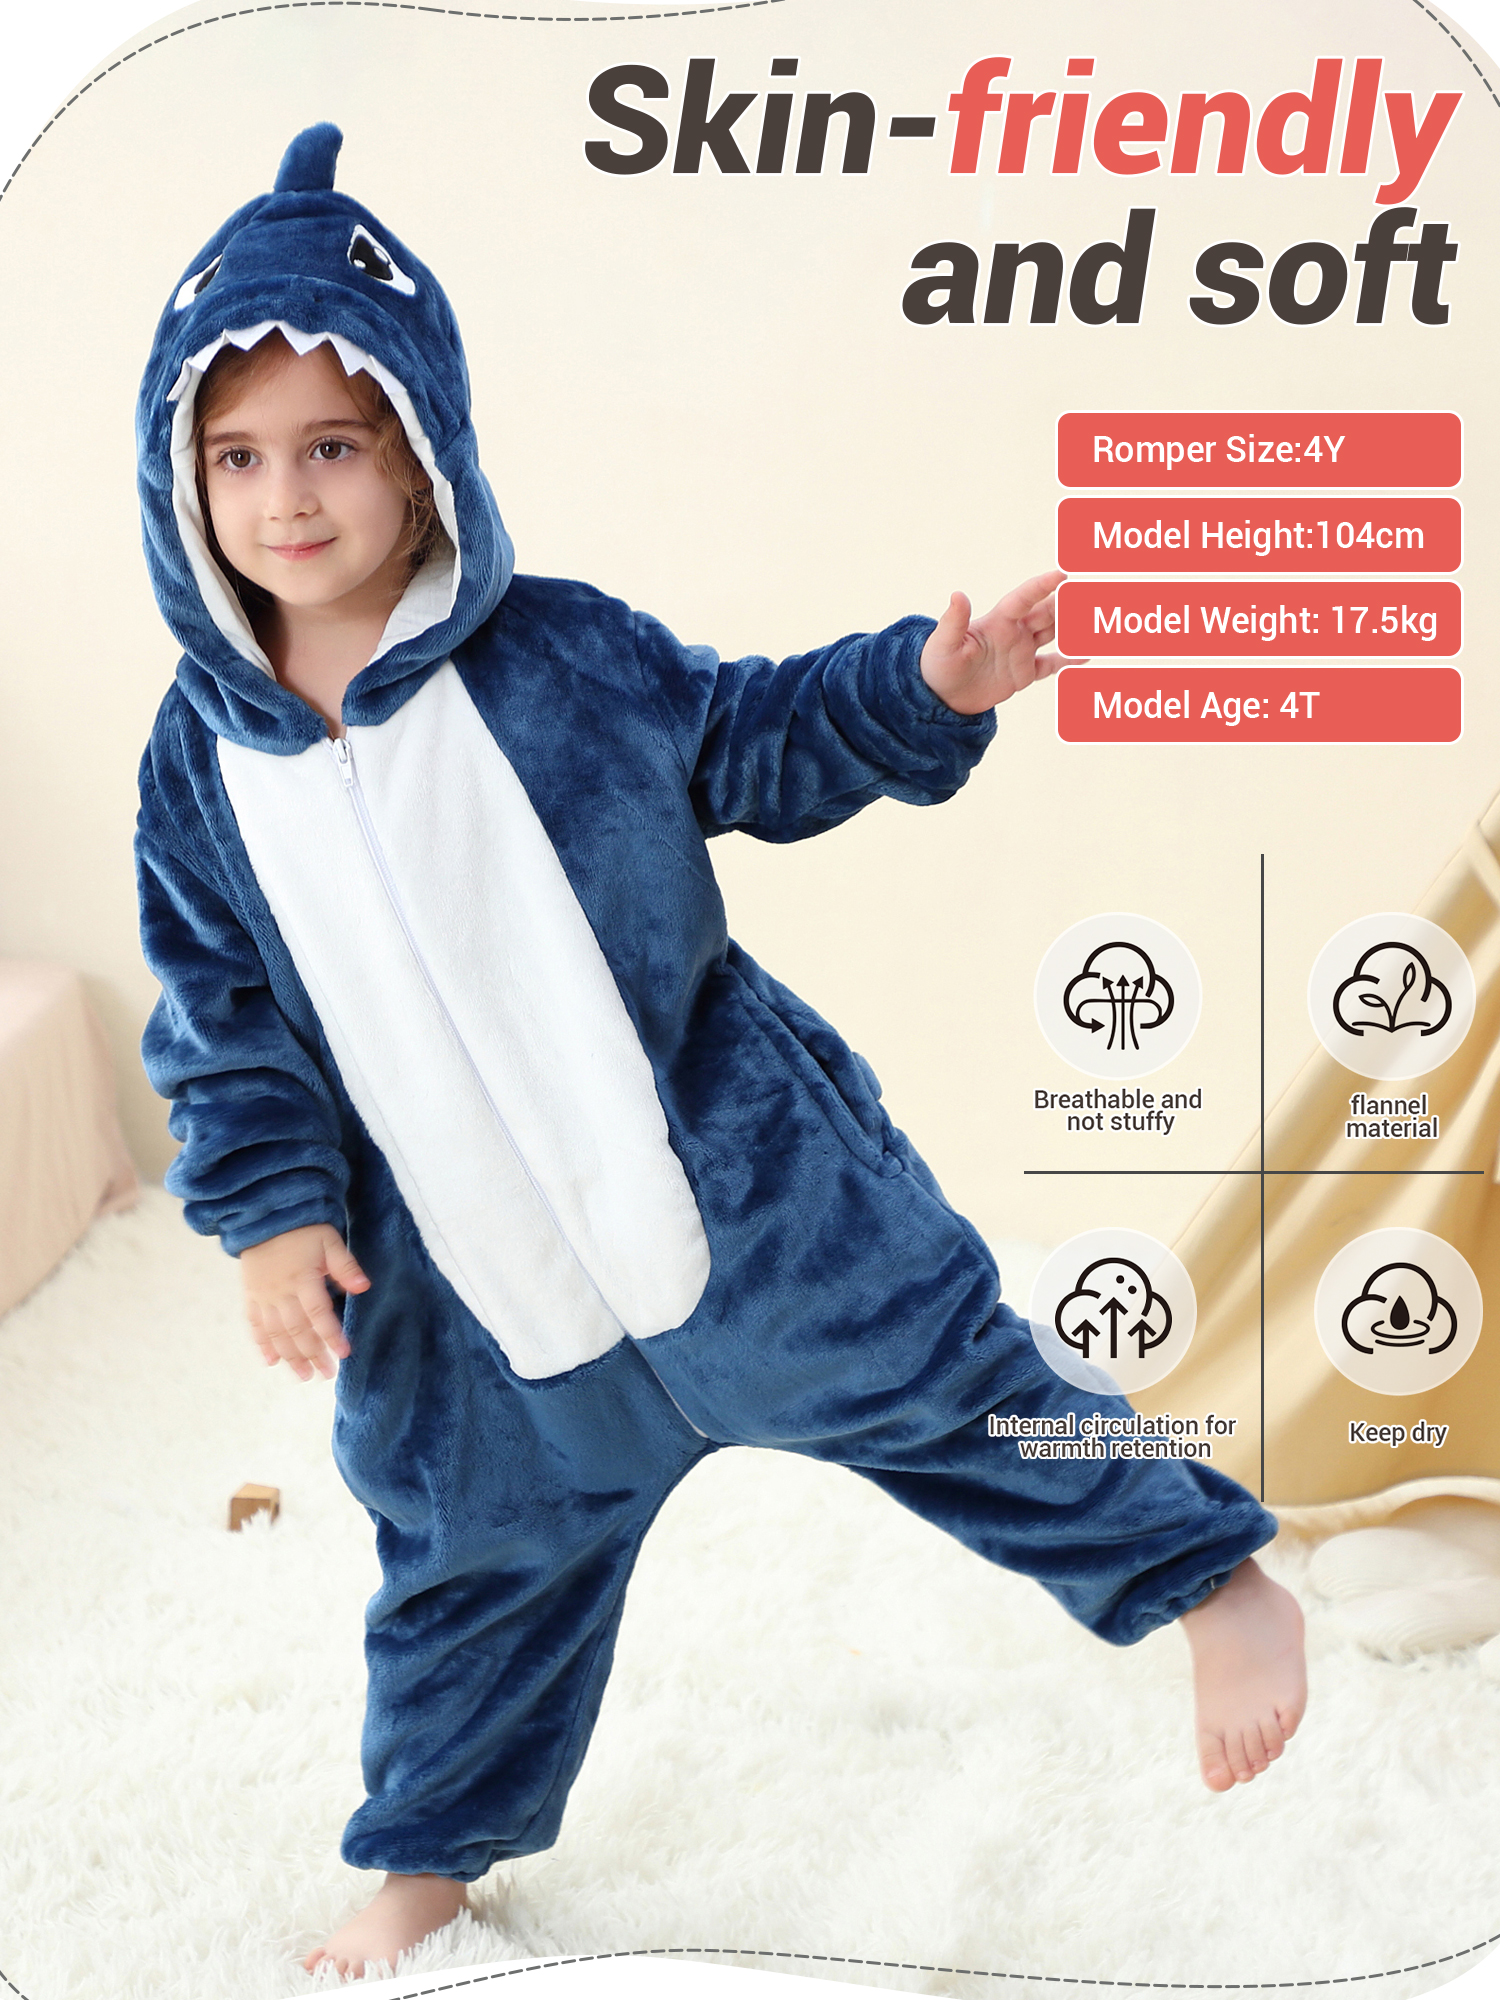 Skin-friendly
and soft
Romper Size:4Y
Model Height:104cm
Model Weight: 17.5kg
Model Age: 4T
Breathable and
not stuffy
flannel
material
Internal circulation for
warmth retention
Keep dry